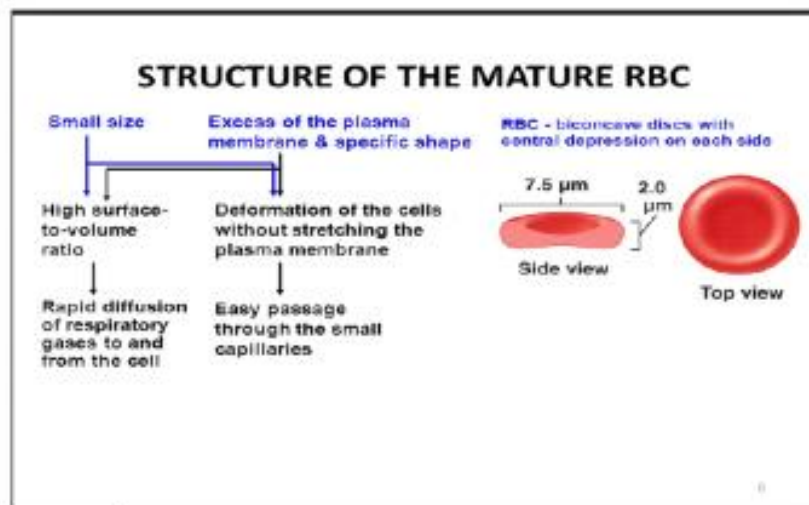 STRUCTURE OF THE MATURE RBC
Small size
Excess of the plasma
membrane & specific shape
High surface-
to-volume
ratio
Deformation of the cells
without stretching the
plasma membrane
Rapid diffusion
of respiratory
gases to and
from the cell
Easy passage
through the small
capillaries
RBC - biconcave discs with
central depression on each side
7.5 µm
2.0
µm
Side view
Top view